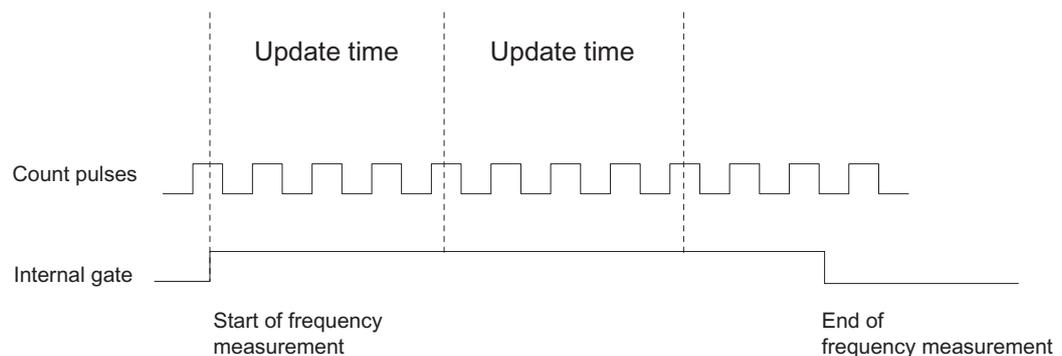 Update time
Update time
Count pulses
Internal gate
Start of frequency
measurement
End of
frequency measurement